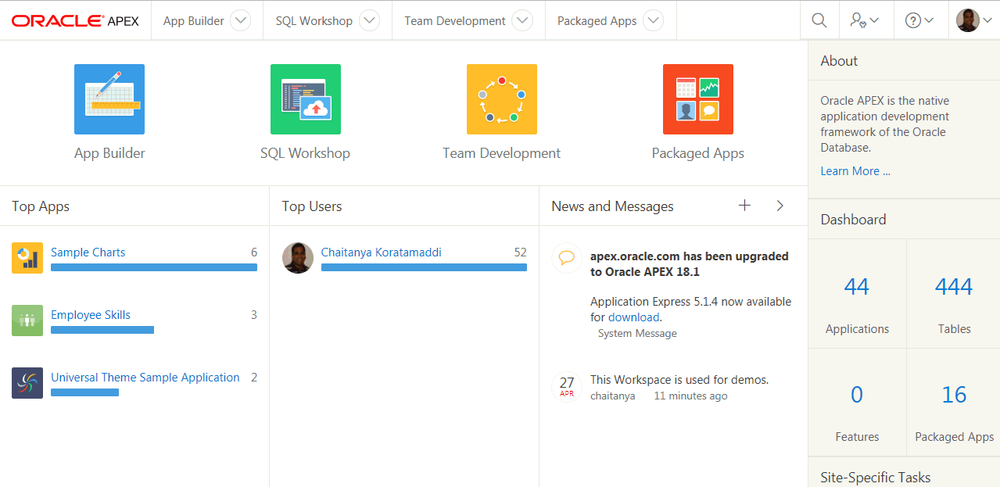 ORACLE® APEX
App Builder
SQL Workshop
Team Development
Packaged Apps
App Builder
SQL Workshop
Team Development
Packaged Apps
Top Apps
Sample Charts 6
Employee Skills 3
Universal Theme Sample Application 2
Top Users
Chaitanya Koratamaddi 52
News and Messages
apex.oracle.com has been upgraded
to Oracle APEX 18.1
Application Express 5.1.4 now available
for download.
System Message
27
APR
This Workspace is used for demos.
chaitanya 11 minutes ago
About
Oracle APEX is the native
application development
framework of the Oracle
Database.
Learn More ...
Dashboard
44
Applications
444
Tables
0
Features
16
Packaged Apps
Site-Specific Tasks